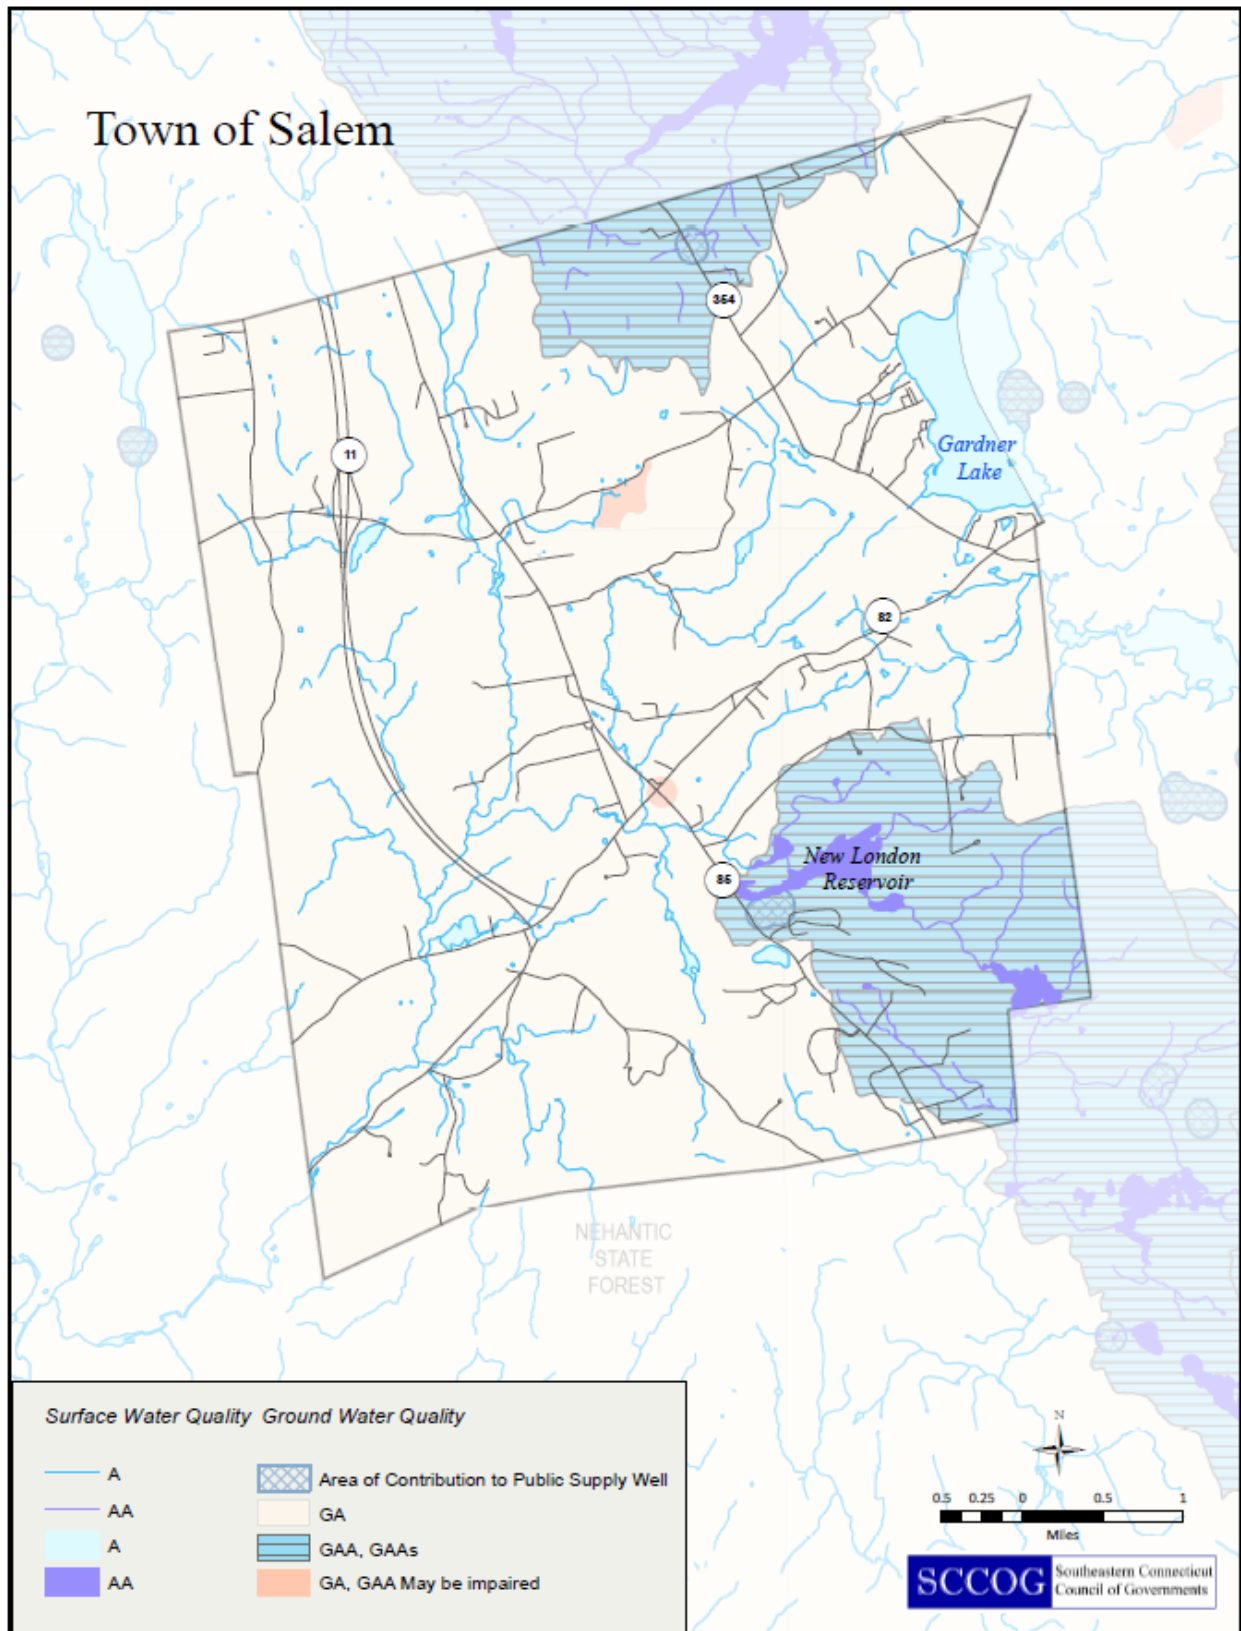 Town of Salem
354
11
Gardner
Lake
82
New London
Reservoir
85
NEHANTIC
STATE
FOREST
Surface Water Quality Ground Water Quality
A
AA
A
AA
Area of Contribution to Public Supply Well
GA
GAA, GAAs
GA, GAA May be impaired
N
0.5 0.25 0 0.5 1
Miles
SCCOG
Southeastern Connecticut
Council of Governments